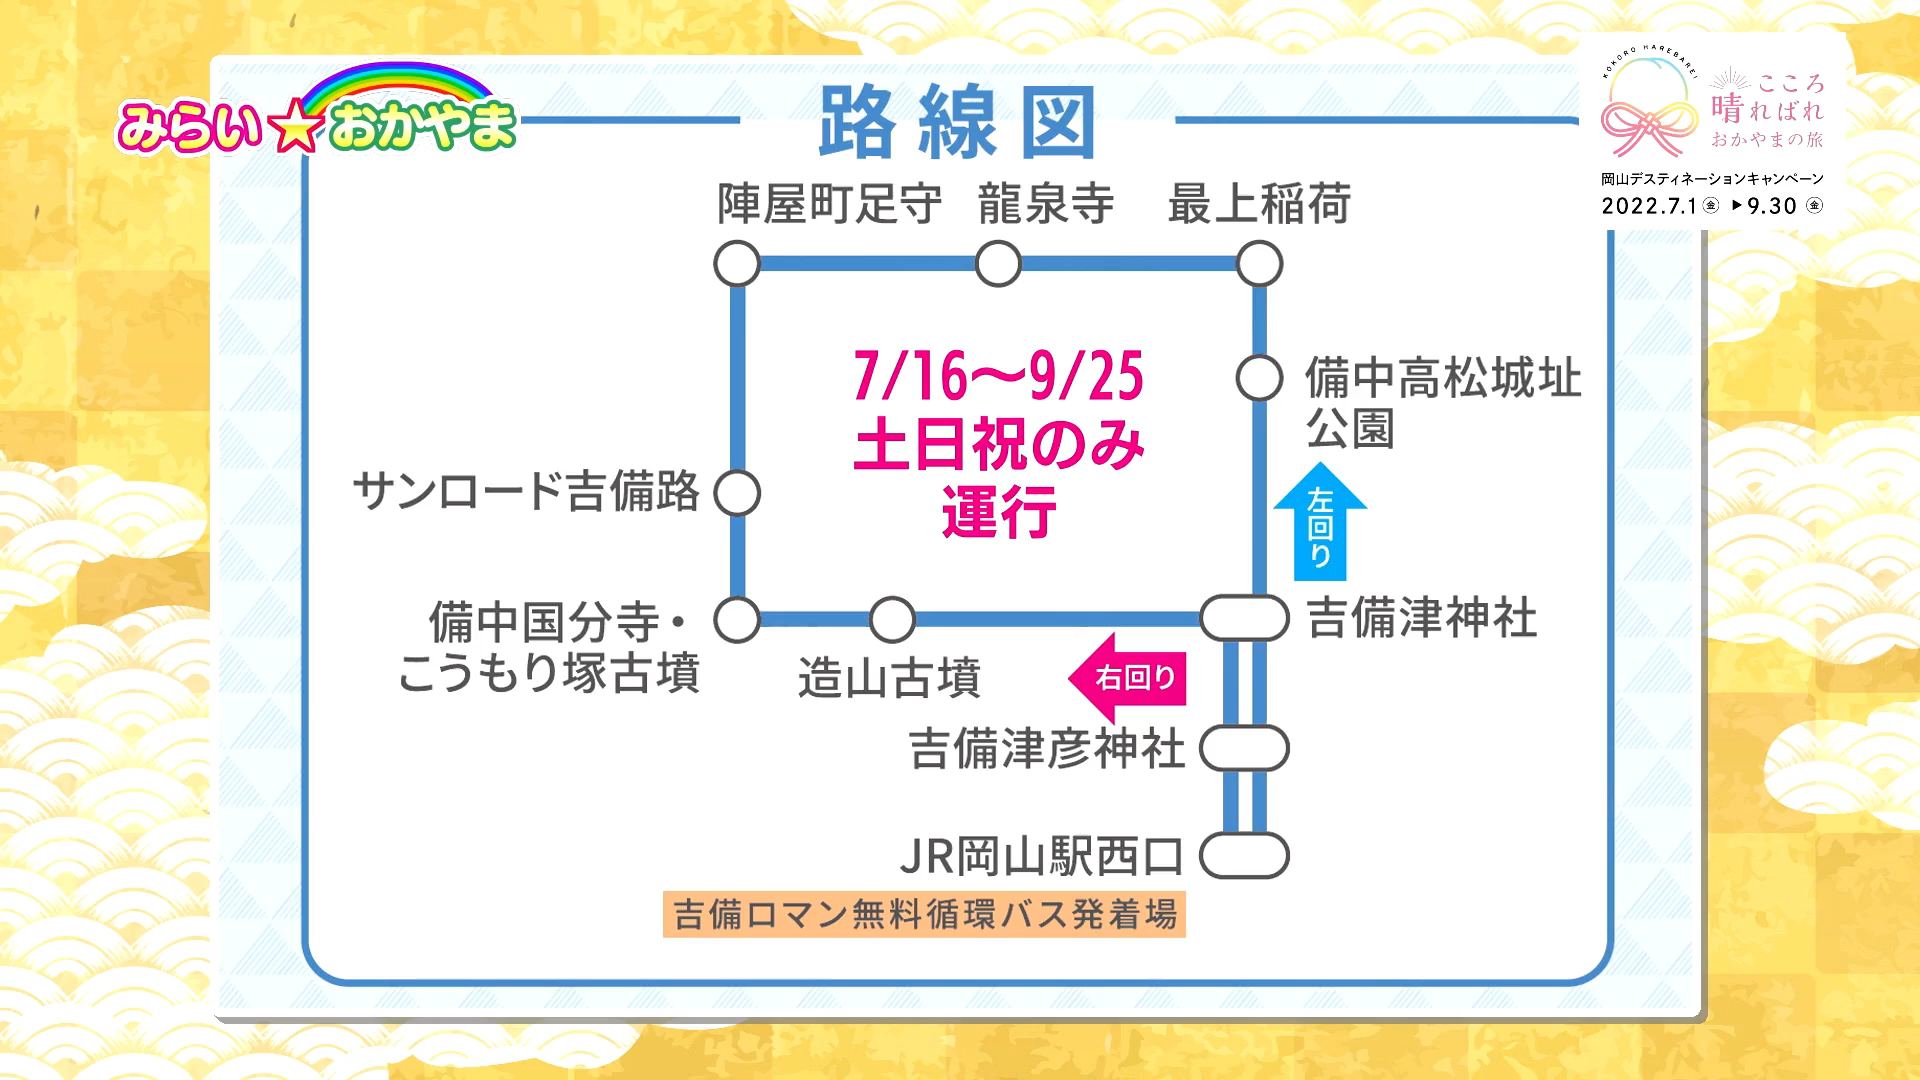 みらい☆おかやま
路線図
KOKORO HAREBARE!
こころ
晴ればれ
おかやまの旅
岡山デスティネーションキャンペーン
2022.7.1㊎▶9.30㊎
陣屋町足守
龍泉寺
最上稲荷
7/16～9/25
土日祝のみ
運行
備中高松城址
公園
サンロード吉備路
左回り
備中国分寺・
こうもり塚古墳
造山古墳
右回り
吉備津神社
吉備津彦神社
JR岡山駅西口
吉備ロマン無料循環バス発着場